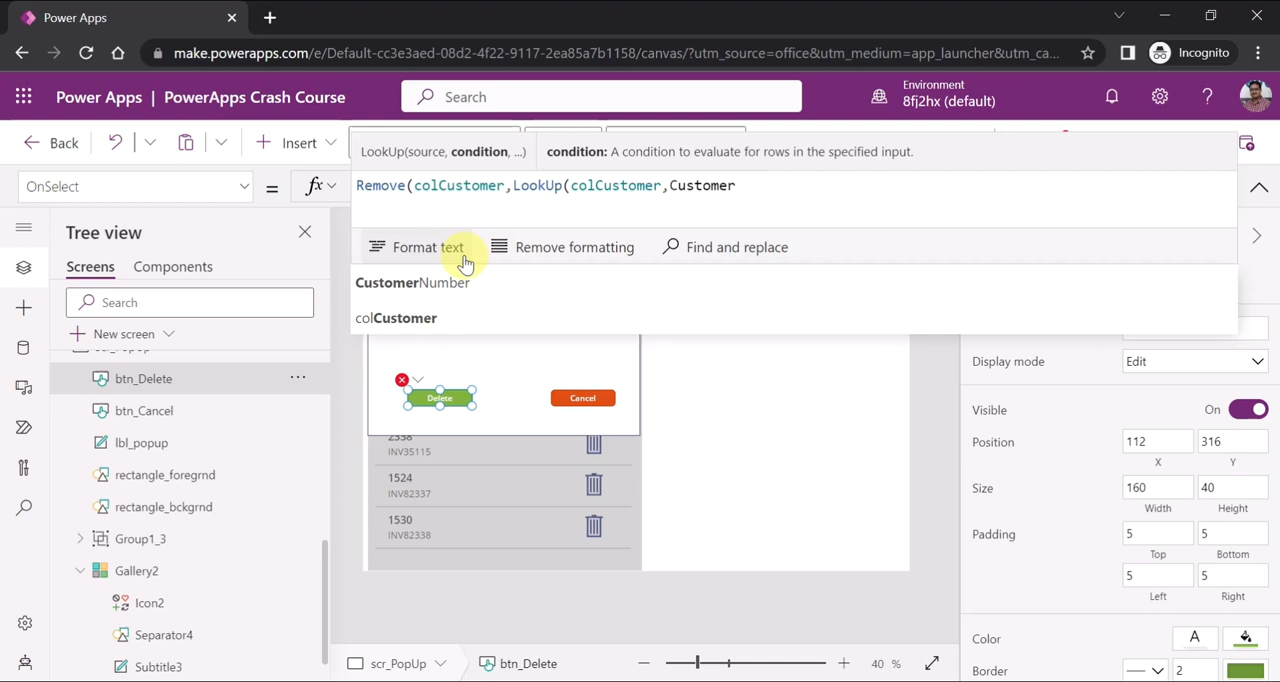 Power Apps
make.powerapps.com/e/Default-cc3e3aed-08d2-4f22-9117-2ea85a7b1158/canvas/?utm_source=office&utm_medium=app_launcher&utm_ca...
Incognito
Power Apps | PowerApps Crash Course
Search
Environment
8fj2hx (default)
Back
Insert
LookUp(source, condition, ...)
condition: A condition to evaluate for rows in the specified input.
OnSelect
=
fx
Remove(colCustomer,LookUp(colCustomer,Customer
Format text
Remove formatting
Find and replace
CustomerNumber
colCustomer
Tree view
Screens
Components
Search
New screen
btn_Delete
btn_Cancel
lbl_popup
rectangle_foregrnd
rectangle_bckgrnd
Group1_3
Gallery2
Icon2
Separator4
Subtitle3
Delete
Cancel
2338
INV35115
1524
INV82337
1530
INV82338
Display mode
Edit
Visible
On
Position
112
316
X
Y
Size
160
40
Width
Height
Padding
5
5
Top
Bottom
5
5
Left
Right
Color
A
Border
2
scr_PopUp
btn_Delete
40 %